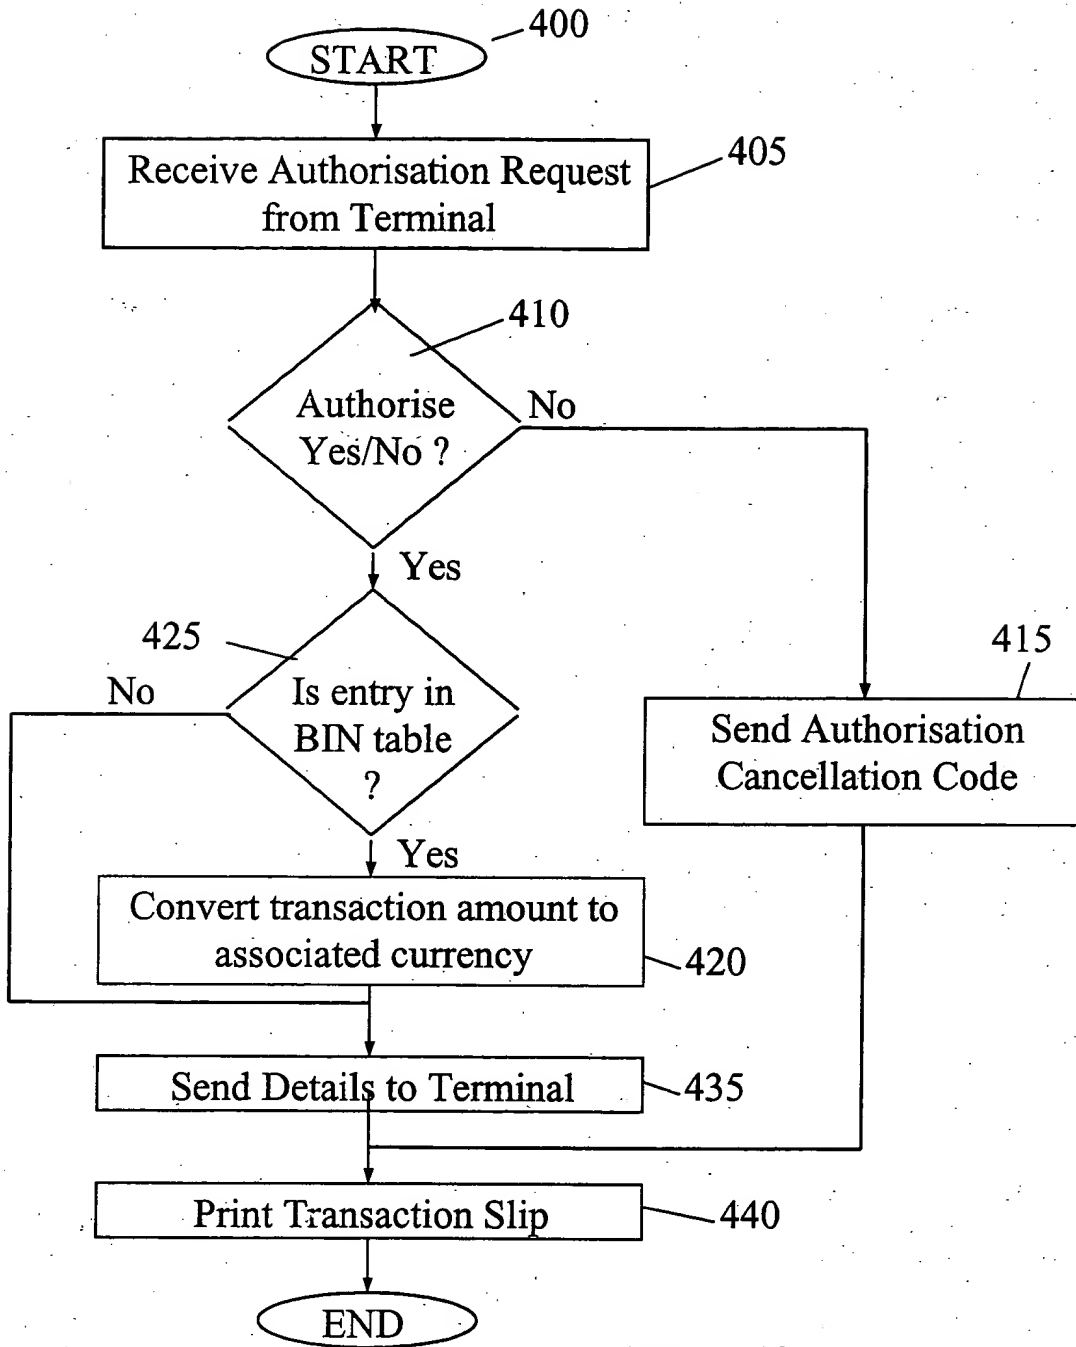 400
START
405
Receive Authorisation Request
from Terminal
410
Authorise
Yes/No ?
No
Yes
425
No
Is entry in
BIN table
?
415
Send Authorisation
Cancellation Code
Yes
Convert transaction amount to
associated currency
420
Send Details to Terminal
435
Print Transaction Slip
440
END